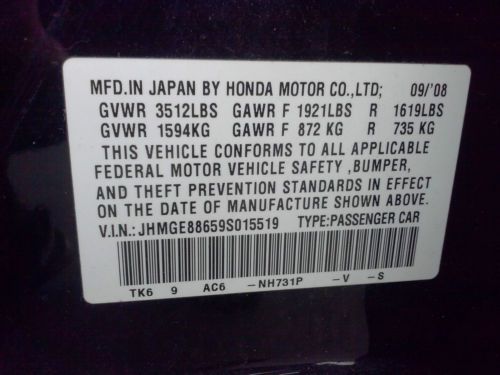 MFD.IN JAPAN BY HONDA MOTOR CO.,LTD; 09/'08
GVWR 3512LBS GAWR F 1921LBS R 1619LBS
GVWR 1594KG GAWR F 872 KG R 735 KG
THIS VEHICLE CONFORMS TO ALL APPLICABLE
FEDERAL MOTOR VEHICLE SAFETY ,BUMPER,
AND THEFT PREVENTION STANDARDS IN EFFECT
ON THE DATE OF MANUFACTURE SHOWN ABOVE.
V.I.N.:JHMGE88659S015519 TYPE:PASSENGER CAR
TK6 9 AC6 -NH731P -V -S